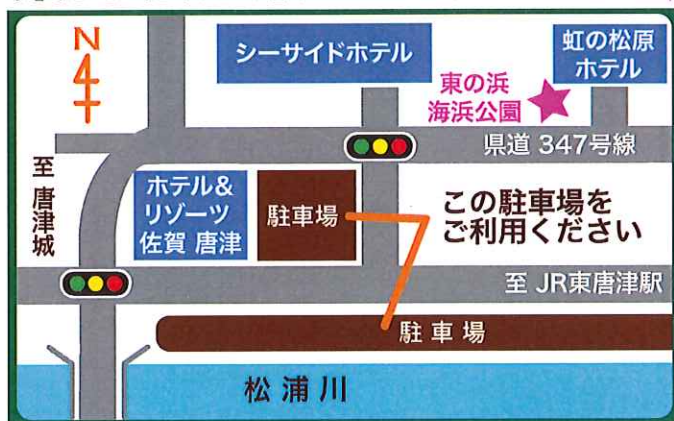 N
シーサイドホテル
虹の松原
ホテル
東の浜
海浜公園
県道 347号線
至 唐津城
ホテル&
リゾーツ
佐賀 唐津
駐車場
この駐車場を
ご利用ください
至 JR東唐津駅
駐車場
松浦川